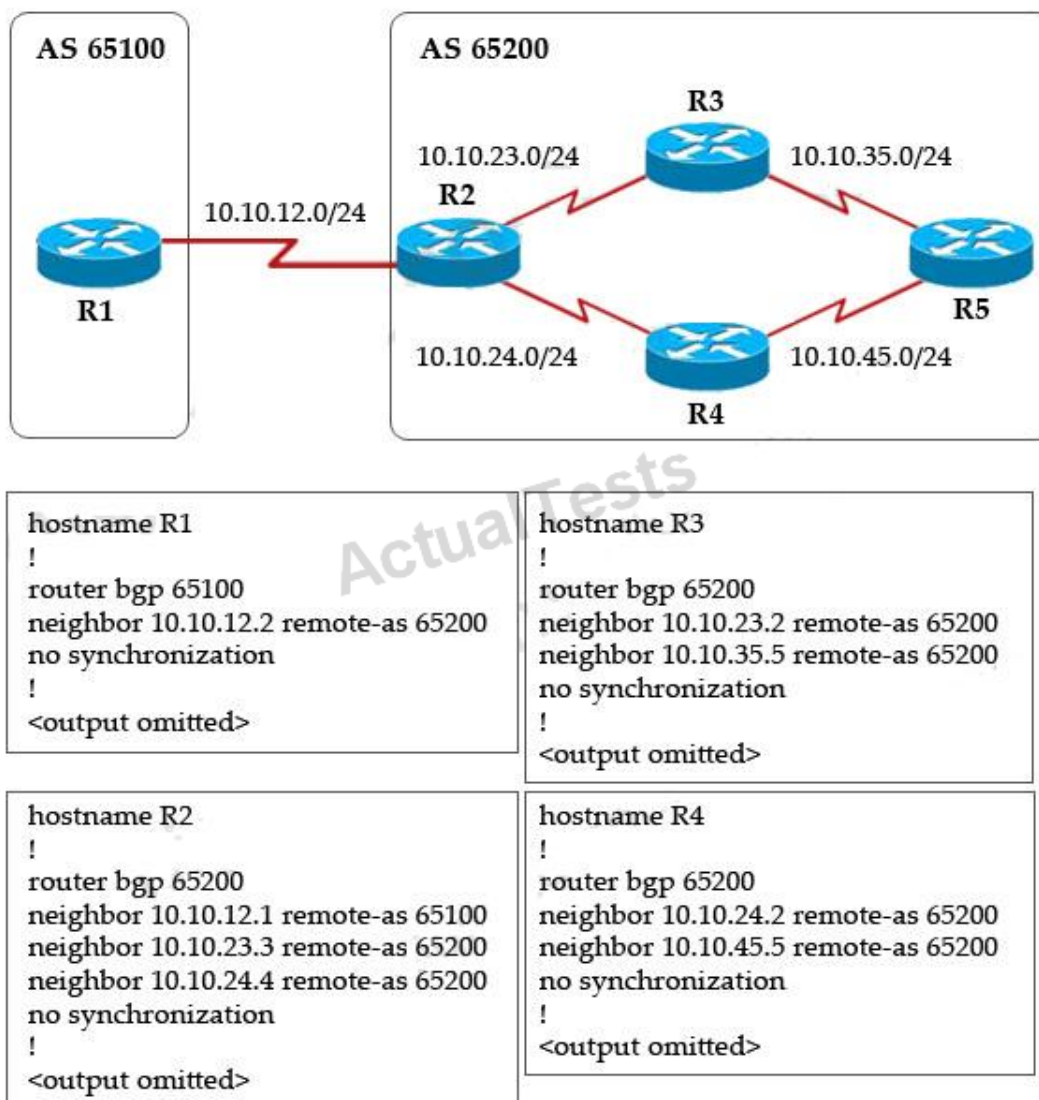 AS 65100
AS 65200
R3
10.10.23.0/24
10.10.35.0/24
R2
10.10.12.0/24
R1
R5
10.10.24.0/24
10.10.45.0/24
R4
ActualTests
hostname R1
!
router bgp 65100
neighbor 10.10.12.2 remote-as 65200
no synchronization
!
<output omitted>
hostname R3
!
router bgp 65200
neighbor 10.10.23.2 remote-as 65200
neighbor 10.10.35.5 remote-as 65200
no synchronization
!
<output omitted>
hostname R2
!
router bgp 65200
neighbor 10.10.12.1 remote-as 65100
neighbor 10.10.23.3 remote-as 65200
neighbor 10.10.24.4 remote-as 65200
no synchronization
!
<output omitted>
hostname R4
!
router bgp 65200
neighbor 10.10.24.2 remote-as 65200
neighbor 10.10.45.5 remote-as 65200
no synchronization
!
<output omitted>